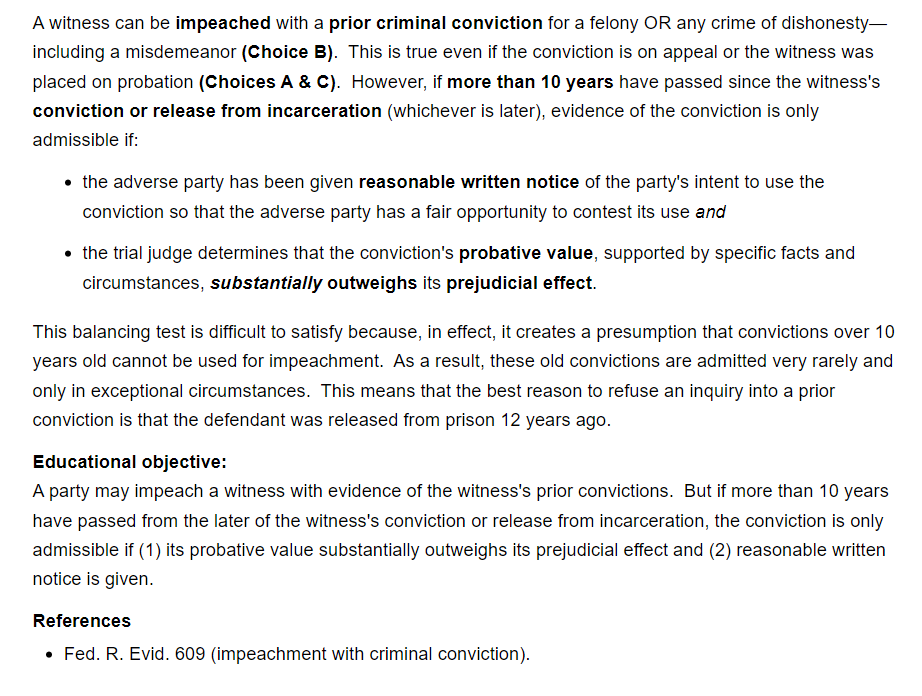 A witness can be impeached with a prior criminal conviction for a felony OR any crime of dishonesty—
including a misdemeanor (Choice B).  This is true even if the conviction is on appeal or the witness was
placed on probation (Choices A & C).  However, if more than 10 years have passed since the witness's
conviction or release from incarceration (whichever is later), evidence of the conviction is only
admissible if:
• the adverse party has been given reasonable written notice of the party's intent to use the
conviction so that the adverse party has a fair opportunity to contest its use and
• the trial judge determines that the conviction's probative value, supported by specific facts and
circumstances, substantially outweighs its prejudicial effect.
This balancing test is difficult to satisfy because, in effect, it creates a presumption that convictions over 10
years old cannot be used for impeachment.  As a result, these old convictions are admitted very rarely and
only in exceptional circumstances.  This means that the best reason to refuse an inquiry into a prior
conviction is that the defendant was released from prison 12 years ago.
Educational objective:
A party may impeach a witness with evidence of the witness's prior convictions.  But if more than 10 years
have passed from the later of the witness's conviction or release from incarceration, the conviction is only
admissible if (1) its probative value substantially outweighs its prejudicial effect and (2) reasonable written
notice is given.
References
• Fed. R. Evid. 609 (impeachment with criminal conviction).